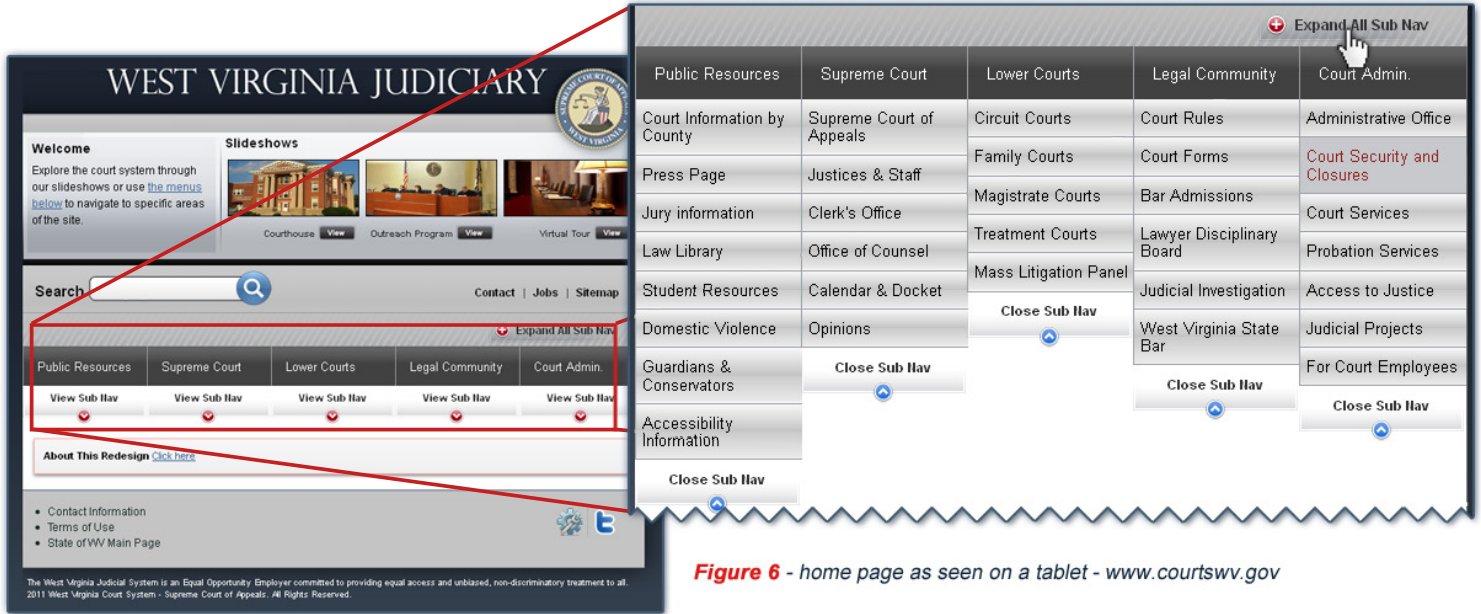 WEST VIRGINIA JUDICIARY
SUPREME COURT OF APPEALS
WEST VIRGINIA
Welcome
Explore the court system through
our slideshows or use the menus
below to navigate to specific areas
of the site.
Slideshows
Courthouse View
Outreach Program View
Virtual Tour View
Search
Contact | Jobs | Sitemap
Expand All Sub Nav
Public Resources
Supreme Court
Lower Courts
Legal Community
Court Admin.
View Sub Nav
View Sub Nav
View Sub Nav
View Sub Nav
View Sub Nav
About This Redesign Click here
• Contact Information
• Terms of Use
• State of WV Main Page
The West Virginia Judicial System is an Equal Opportunity Employer committed to providing equal access and unbiased, non-discriminatory treatment to all.
2011 West Virginia Court System - Supreme Court of Appeals. All Rights Reserved.
Expand All Sub Nav
Public Resources
Court Information by
County
Press Page
Jury information
Law Library
Student Resources
Domestic Violence
Guardians &
Conservators
Accessibility
Information
Close Sub Nav
Supreme Court
Supreme Court of
Appeals
Justices & Staff
Clerk's Office
Office of Counsel
Calendar & Docket
Opinions
Close Sub Nav
Lower Courts
Circuit Courts
Family Courts
Magistrate Courts
Treatment Courts
Mass Litigation Panel
Close Sub Nav
Legal Community
Court Rules
Court Forms
Bar Admissions
Lawyer Disciplinary
Board
Judicial Investigation
West Virginia State
Bar
Close Sub Nav
Court Admin.
Administrative Office
Court Security and
Closures
Court Services
Probation Services
Access to Justice
Judicial Projects
For Court Employees
Close Sub Nav
Figure 6 - home page as seen on a tablet - www.courtswv.gov